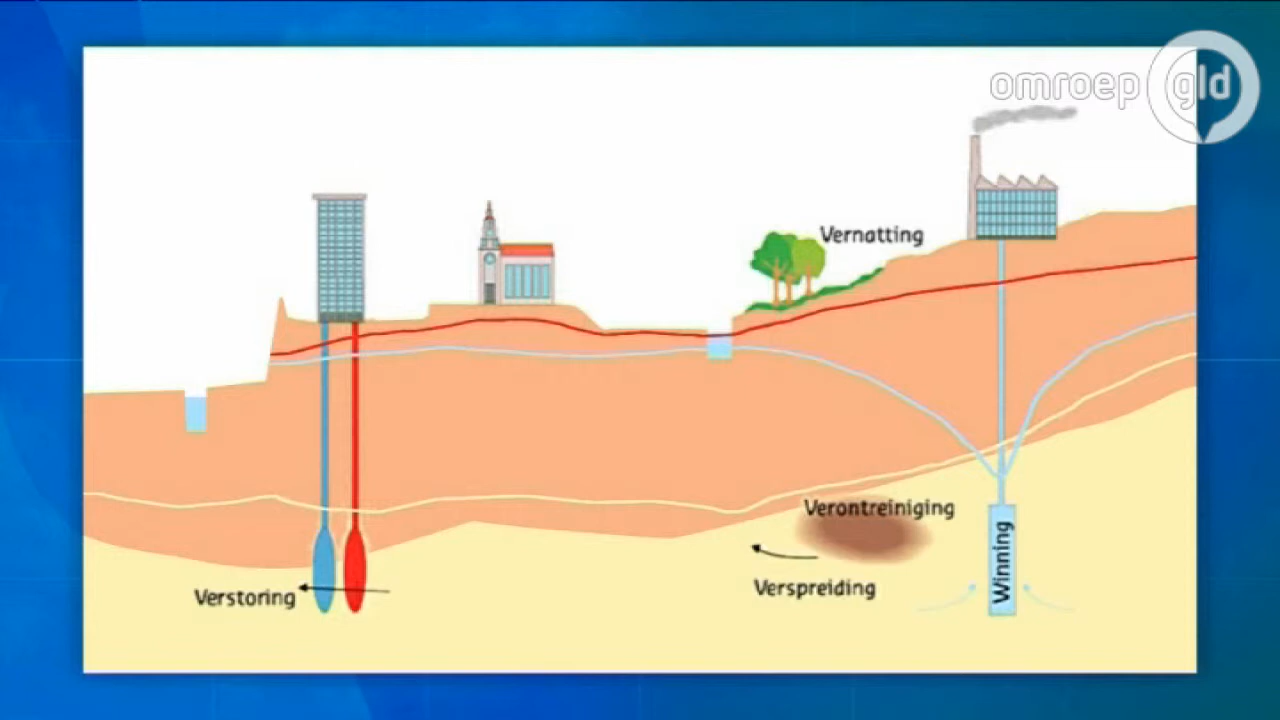 omroep gld
Vernatting
Verontreiniging
Winning
Verspreiding
Verstoring